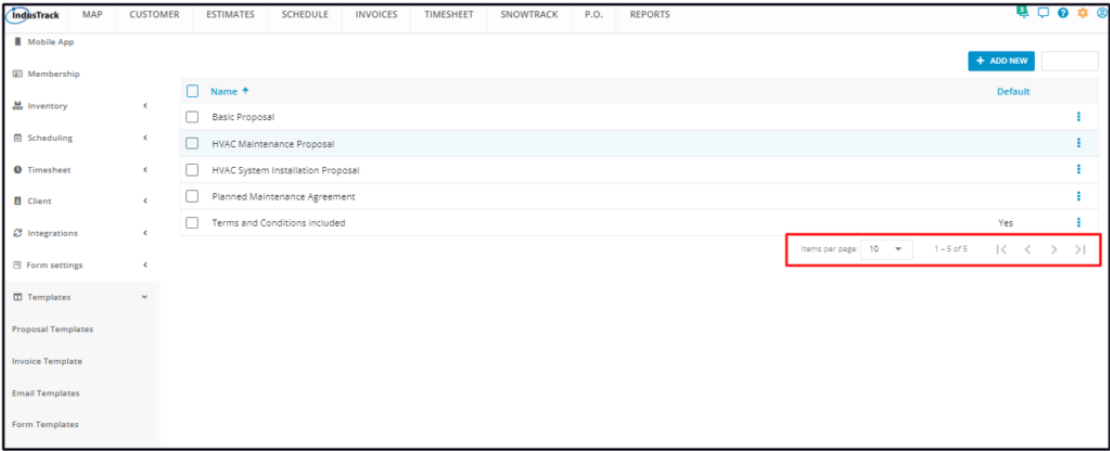 IndusTrack MAP CUSTOMER ESTIMATES SCHEDULE INVOICES TIMESHEET SNOWTRACK P.O. REPORTS 3
Mobile App
+ ADD NEW
Membership
Name Default
Inventory
Basic Proposal
Scheduling
HVAC Maintenance Proposal
Timesheet
HVAC System Installation Proposal
Client
Planned Maintenance Agreement
Terms and Conditions included Yes
Integrations
Items per page: 10 1 – 5 of 5
Form settings
Templates
Proposal Templates
Invoice Template
Email Templates
Form Templates